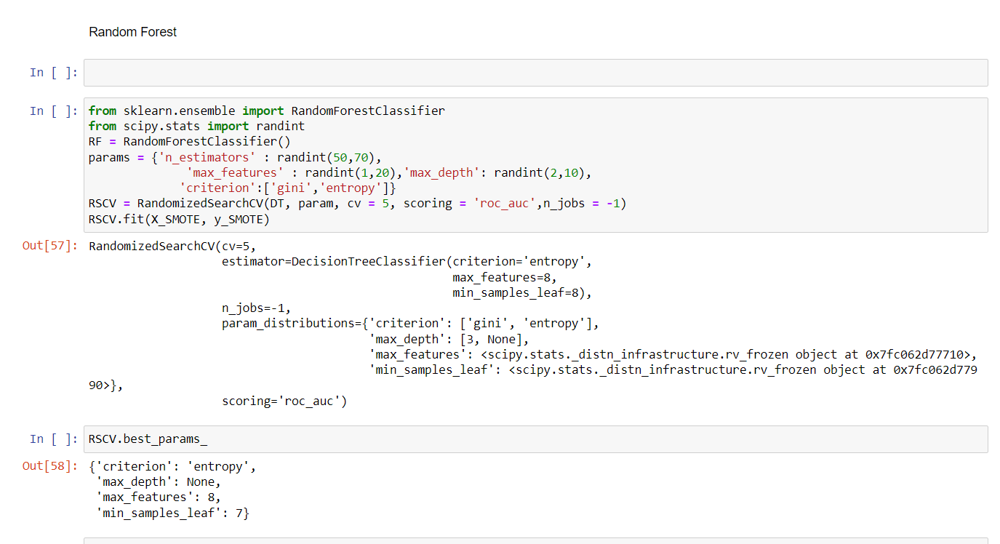 Random Forest
In [ ]:
In [ ]: from sklearn.ensemble import RandomForestClassifier
from scipy.stats import randint
RF = RandomForestClassifier()
params = {'n_estimators' : randint(50,70),
'max_features' : randint(1,20),'max_depth': randint(2,10),
'criterion':['gini','entropy']}
RSCV = RandomizedSearchCV(DT, param, cv = 5, scoring = 'roc_auc',n_jobs = -1)
RSCV.fit(X_SMOTE, y_SMOTE)
Out[57]: RandomizedSearchCV(cv=5,
estimator=DecisionTreeClassifier(criterion='entropy',
max_features=8,
min_samples_leaf=8),
n_jobs=-1,
param_distributions={'criterion': ['gini', 'entropy'],
'max_depth': [3, None],
'max_features': <scipy.stats._distn_infrastructure.rv_frozen object at 0x7fc062d77710>,
'min_samples_leaf': <scipy.stats._distn_infrastructure.rv_frozen object at 0x7fc062d779
90>},
scoring='roc_auc')
In [ ]: RSCV.best_params_
Out[58]: {'criterion': 'entropy',
'max_depth': None,
'max_features': 8,
'min_samples_leaf': 7}